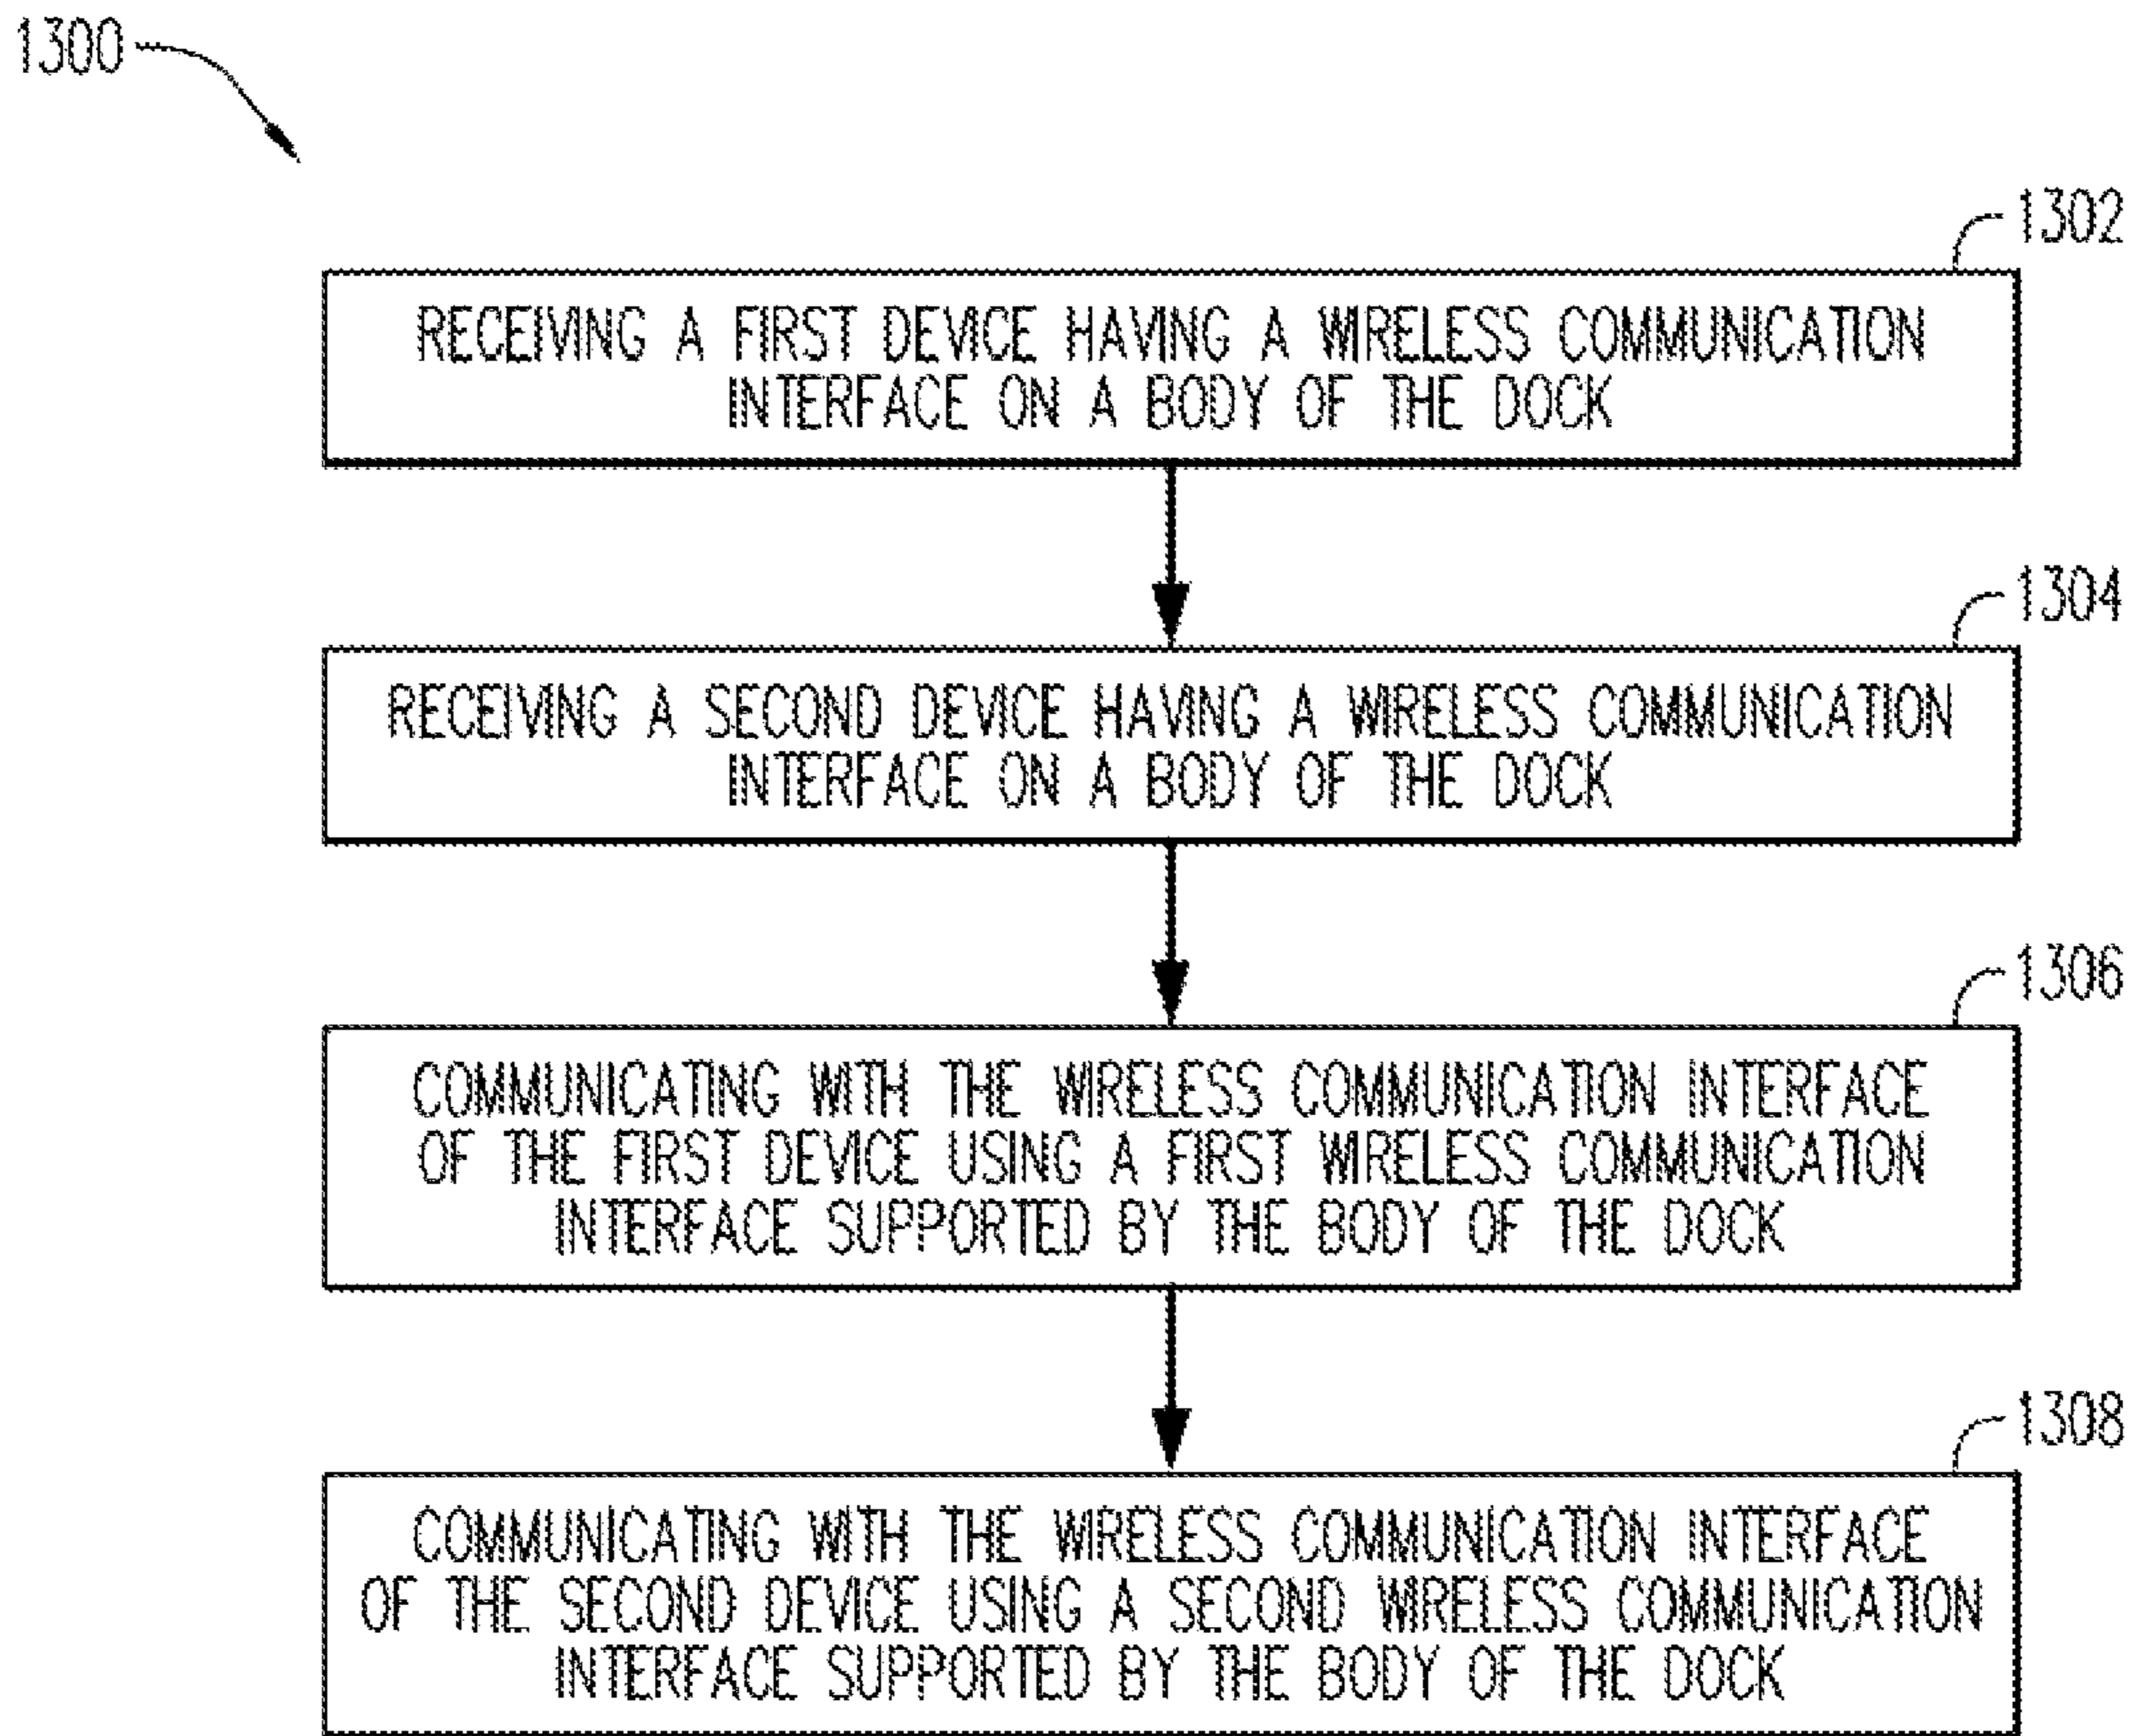 1300
1302
RECEIVING A FIRST DEVICE HAVING A WIRELESS COMMUNICATION
INTERFACE ON A BODY OF THE DOCK
1304
RECEIVING A SECOND DEVICE HAVING A WIRELESS COMMUNICATION
INTERFACE ON A BODY OF THE DOCK
1306
COMMUNICATING WITH THE WIRELESS COMMUNICATION INTERFACE
OF THE FIRST DEVICE USING A FIRST WIRELESS COMMUNICATION
INTERFACE SUPPORTED BY THE BODY OF THE DOCK
1308
COMMUNICATING WITH THE WIRELESS COMMUNICATION INTERFACE
OF THE SECOND DEVICE USING A SECOND WIRELESS COMMUNICATION
INTERFACE SUPPORTED BY THE BODY OF THE DOCK